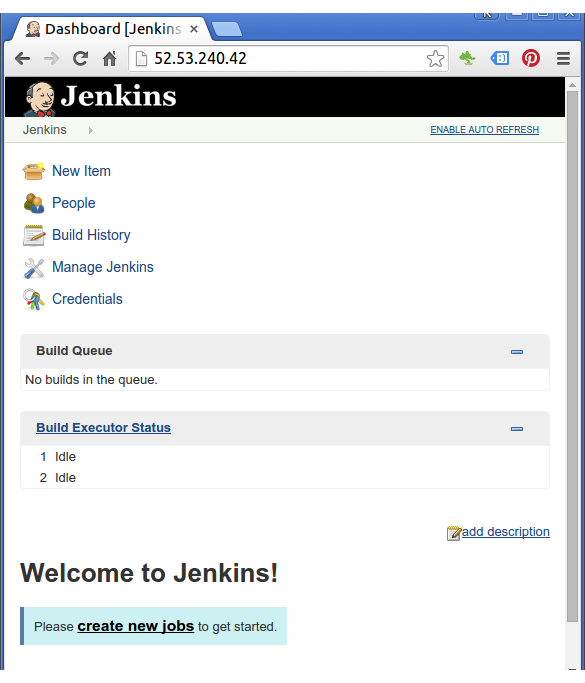 Dashboard [Jenkins
52.53.240.42
Jenkins
Jenkins
ENABLE AUTO REFRESH
New Item
People
Build History
Manage Jenkins
Credentials
Build Queue
No builds in the queue.
Build Executor Status
1 Idle
2 Idle
add description
Welcome to Jenkins!
Please create new jobs to get started.